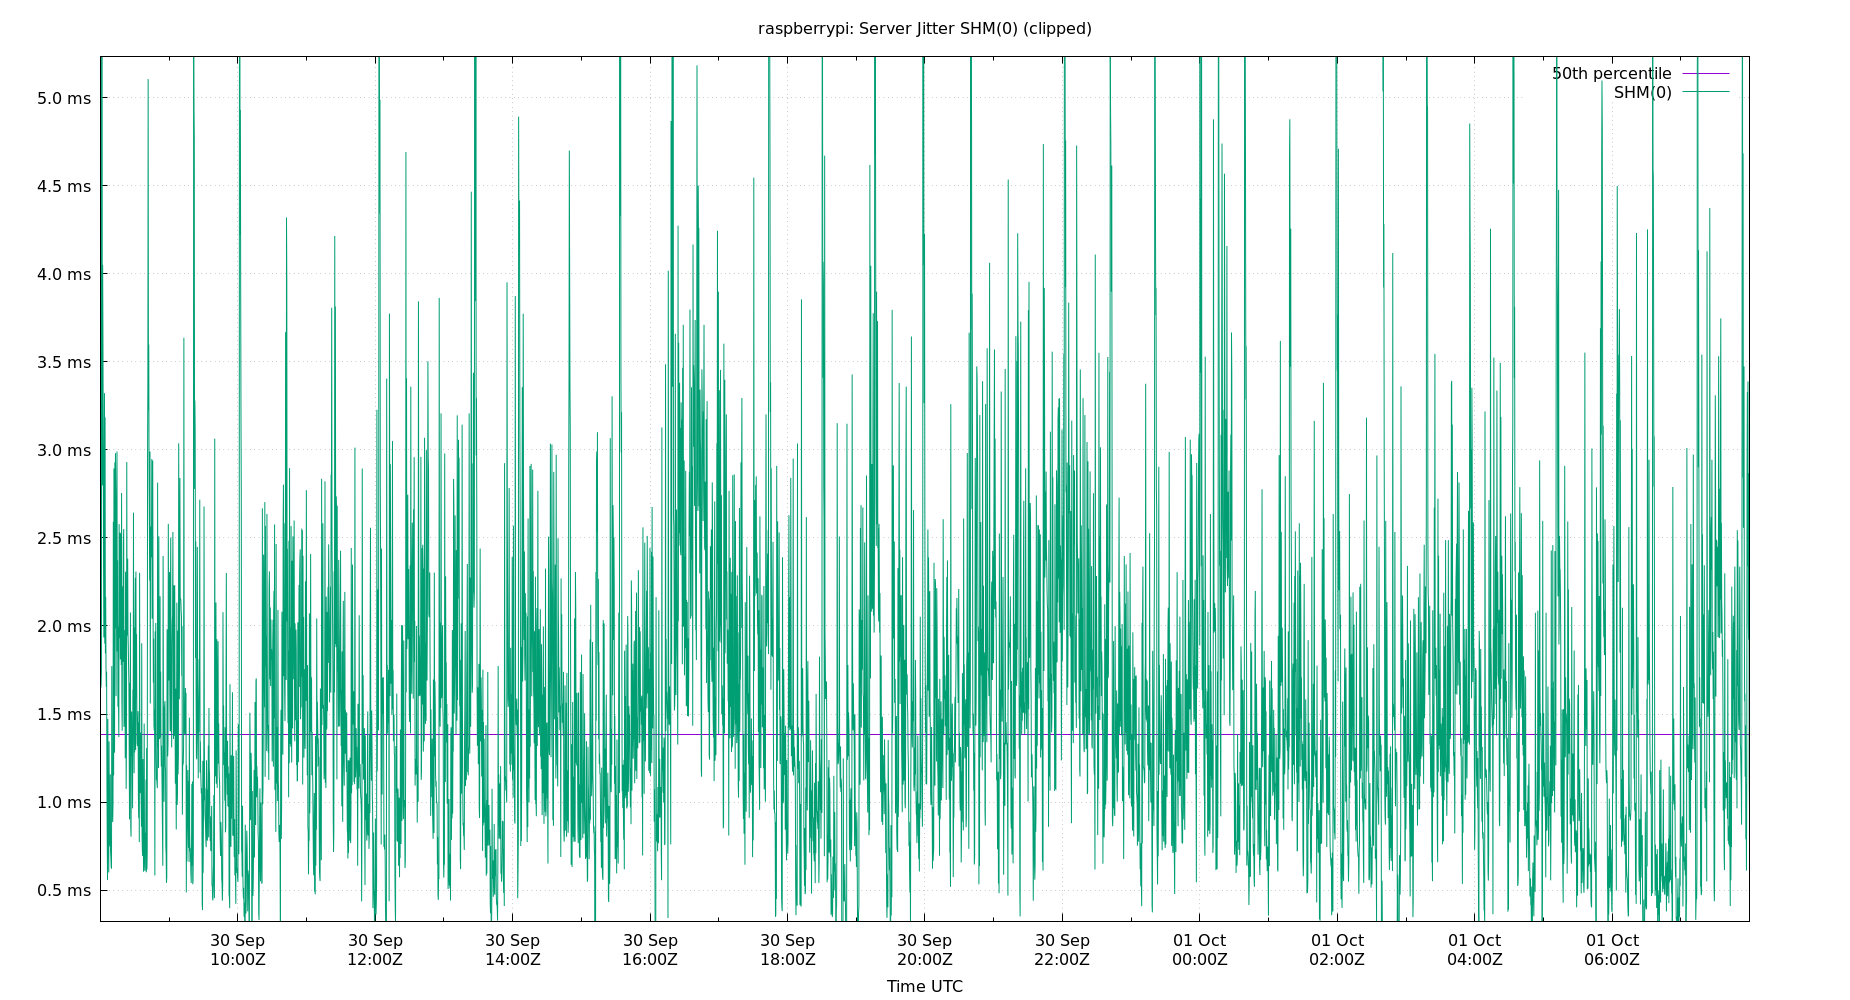 raspberrypi: Server Jitter SHM(0) (clipped)
50th percentile
SHM(0)
5.0 ms
4.5 ms
4.0 ms
3.5 ms
3.0 ms
2.5 ms
2.0 ms
1.5 ms
1.0 ms
0.5 ms
30 Sep 30 Sep 30 Sep 30 Sep 30 Sep 30 Sep 30 Sep 01 Oct 01 Oct 01 Oct 01 Oct
10:00Z 12:00Z 14:00Z 16:00Z 18:00Z 20:00Z 22:00Z 00:00Z 02:00Z 04:00Z 06:00Z
Time UTC